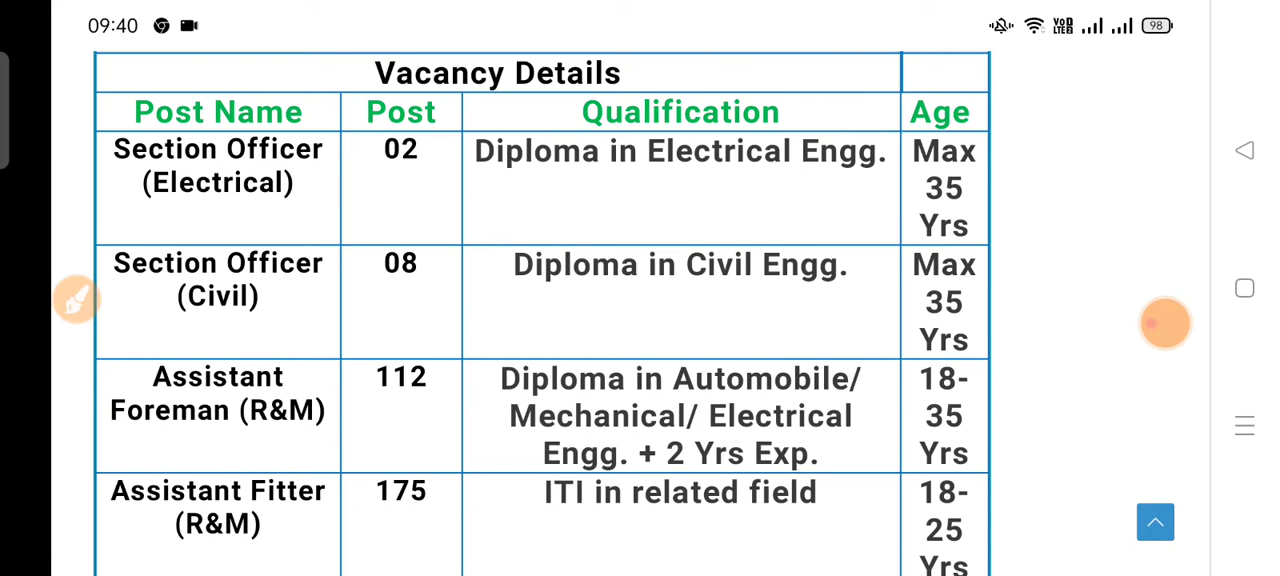 09:40
VoD LTE2
98
Vacancy Details
Post Name Post Qualification Age
Section Officer (Electrical) 02 Diploma in Electrical Engg. Max 35 Yrs
Section Officer (Civil) 08 Diploma in Civil Engg. Max 35 Yrs
Assistant Foreman (R&M) 112 Diploma in Automobile/ Mechanical/ Electrical Engg. + 2 Yrs Exp. 18-35 Yrs
Assistant Fitter (R&M) 175 ITI in related field 18-25 Yrs